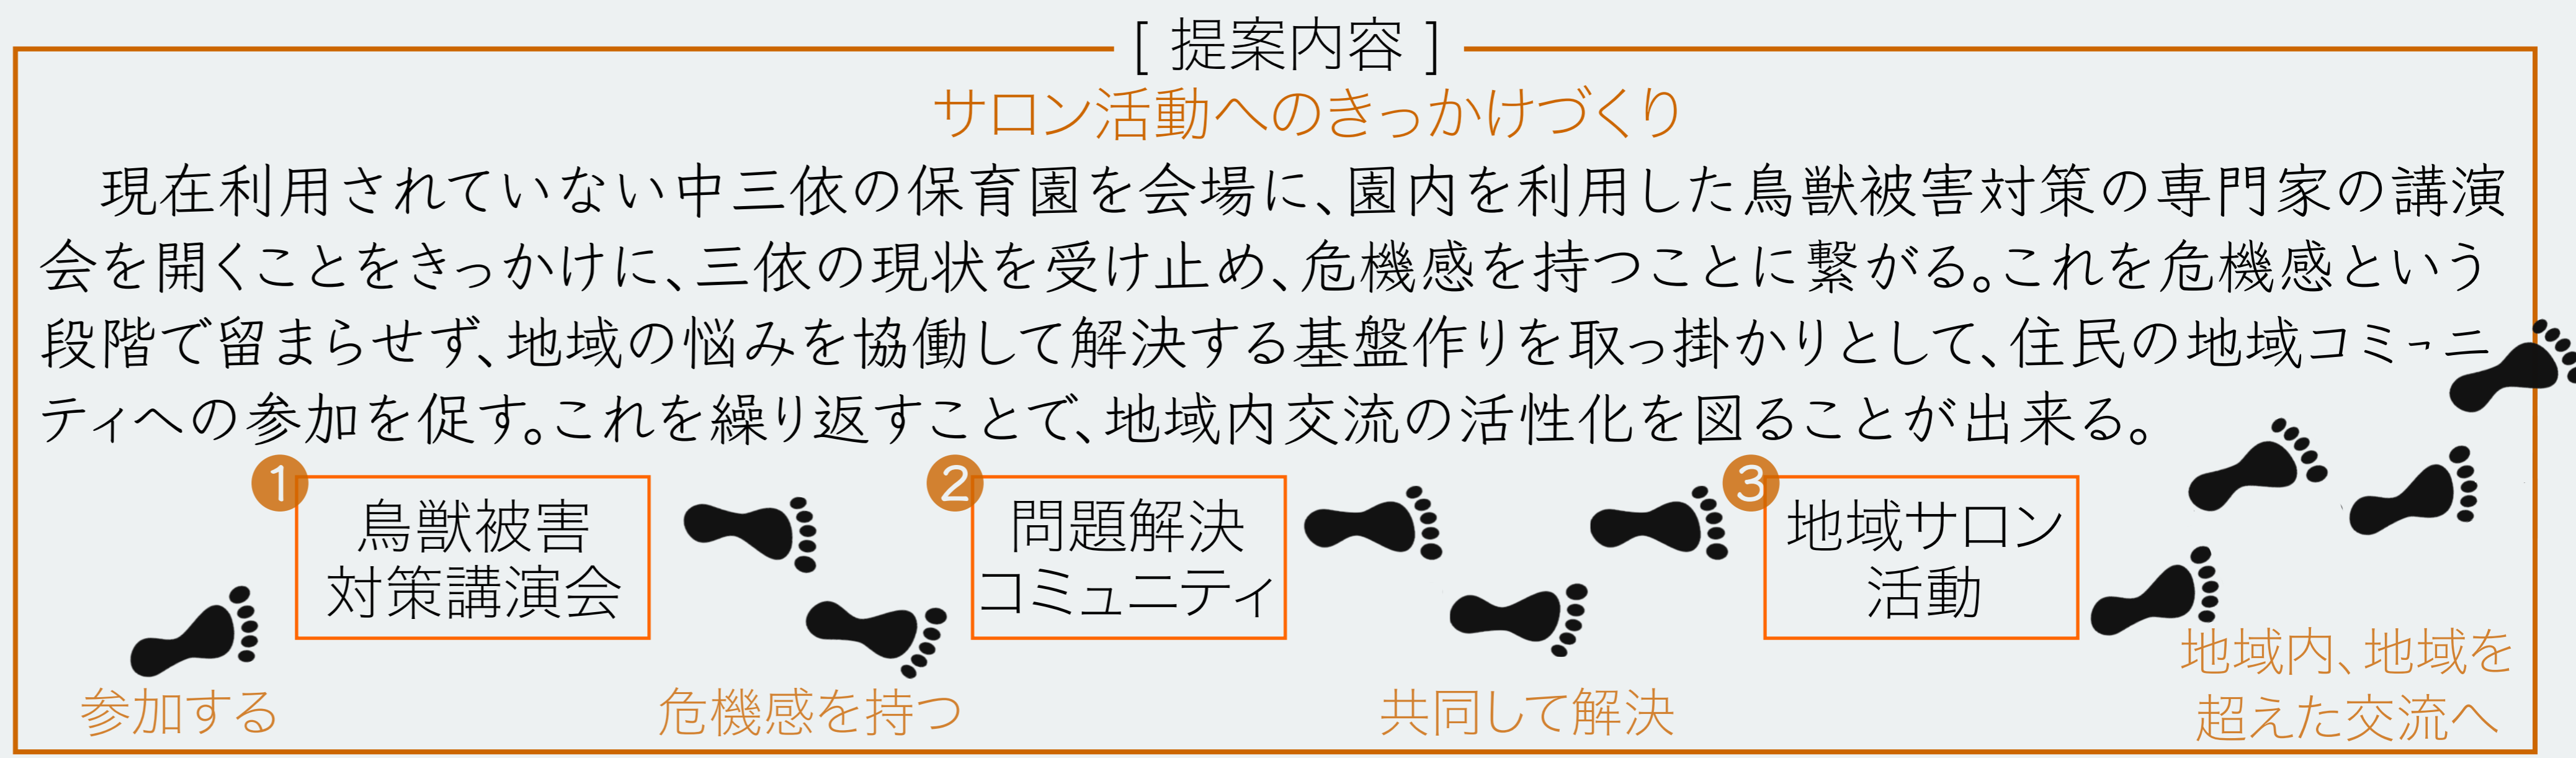 [ 提案内容 ]
サロン活動へのきっかけづくり
現在利用されていない中三依の保育園を会場に、園内を利用した鳥獣被害対策の専門家の講演
会を開くことをきっかけに、三依の現状を受け止め、危機感を持つことに繋がる。これを危機感という
段階で留まらせず、地域の悩みを協働して解決する基盤作りを取っ掛かりとして、住民の地域コミュニ
ティへの参加を促す。これを繰り返すことで、地域内交流の活性化を図ることが出来る。
1
鳥獣被害
対策講演会
2
問題解決
コミュニティ
3
地域サロン
活動
参加する
危機感を持つ
共同して解決
地域内、地域を
超えた交流へ